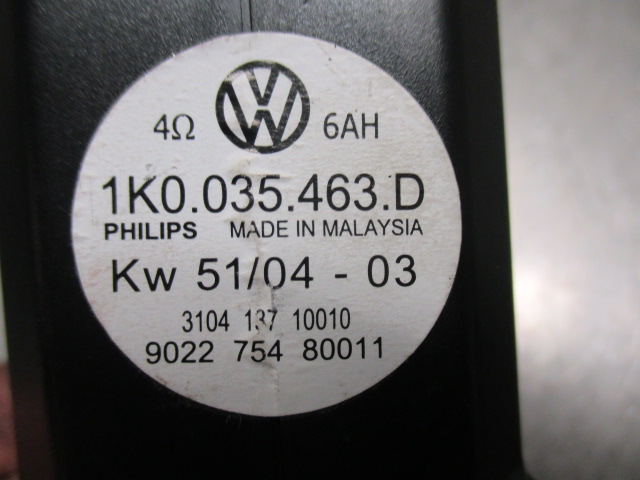 4Ω VW 6AH
1K0.035.463.D
PHILIPS MADE IN MALAYSIA
Kw 51/04 - 03
3104 137 10010
9022 754 80011